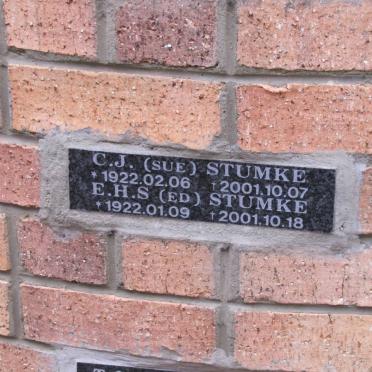 C.J. (SUE) STUMKE
* 1922.02.06 †2001.10.07
E.H.S (ED) STUMKE
* 1922.01.09 †2001.10.18